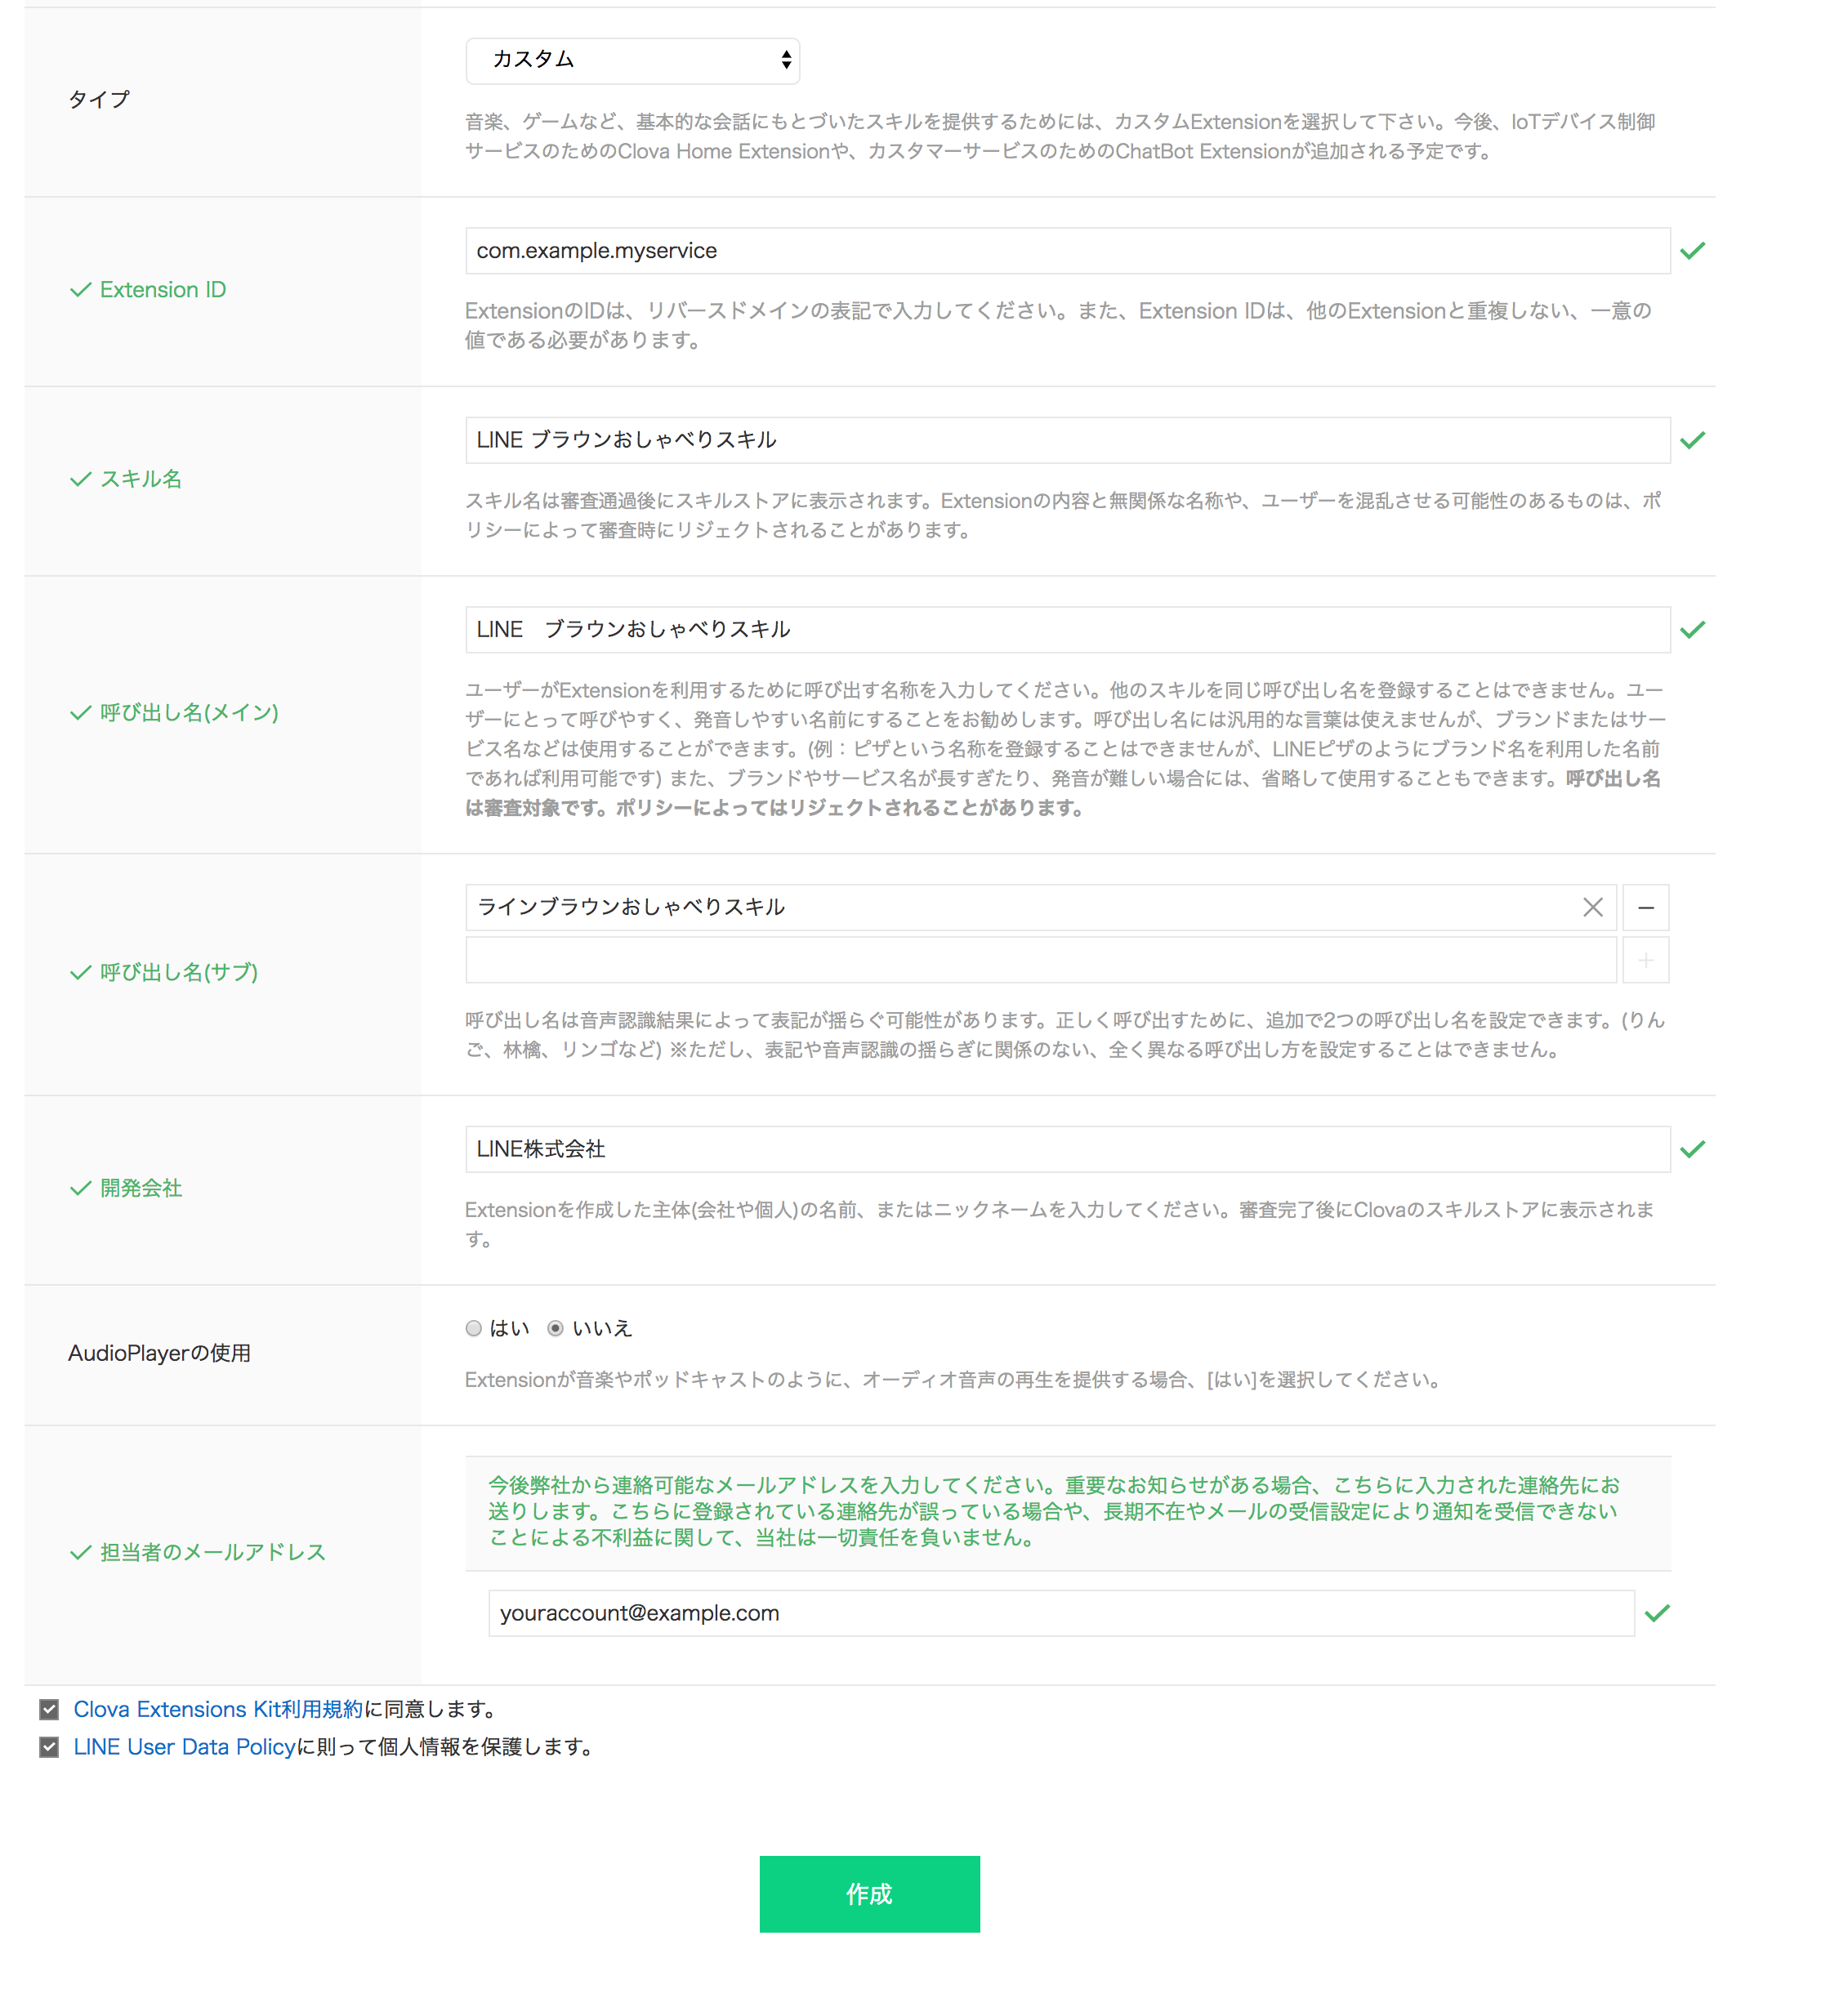 タイプ
カスタム
音楽、ゲームなど、基本的な会話にもとづいたスキルを提供するためには、カスタムExtensionを選択して下さい。今後、IoTデバイス制御
サービスのためのClova Home Extensionや、カスタマーサービスのためのChatBot Extensionが追加される予定です。
Extension ID
com.example.myservice
ExtensionのIDは、リバースドメインの表記で入力してください。また、Extension IDは、他のExtensionと重複しない、一意の
値である必要があります。
スキル名
LINE ブラウンおしゃべりスキル
スキル名は審査通過後にスキルストアに表示されます。Extensionの内容と無関係な名称や、ユーザーを混乱させる可能性のあるものは、ポ
リシーによって審査時にリジェクトされることがあります。
呼び出し名(メイン)
LINE　ブラウンおしゃべりスキル
ユーザーがExtensionを利用するために呼び出す名称を入力してください。他のスキルを同じ呼び出し名を登録することはできません。ユー
ザーにとって呼びやすく、発音しやすい名前にすることをお勧めします。呼び出し名には汎用的な言葉は使えませんが、ブランドまたはサー
ビス名などは使用することができます。(例：ピザという名称を登録することはできませんが、LINEピザのようにブランド名を利用した名前
であれば利用可能です) また、ブランドやサービス名が長すぎたり、発音が難しい場合には、省略して使用することもできます。呼び出し名
は審査対象です。ポリシーによってはリジェクトされることがあります。
呼び出し名(サブ)
ラインブラウンおしゃべりスキル
呼び出し名は音声認識結果によって表記が揺らぐ可能性があります。正しく呼び出すために、追加で2つの呼び出し名を設定できます。(りん
ご、林檎、リンゴなど) ※ただし、表記や音声認識の揺らぎに関係のない、全く異なる呼び出し方を設定することはできません。
開発会社
LINE株式会社
Extensionを作成した主体(会社や個人)の名前、またはニックネームを入力してください。審査完了後にClovaのスキルストアに表示されま
す。
AudioPlayerの使用
はい いいえ
Extensionが音楽やポッドキャストのように、オーディオ音声の再生を提供する場合、[はい]を選択してください。
担当者のメールアドレス
今後弊社から連絡可能なメールアドレスを入力してください。重要なお知らせがある場合、こちらに入力された連絡先にお
送りします。こちらに登録されている連絡先が誤っている場合や、長期不在やメールの受信設定により通知を受信できない
ことによる不利益に関して、当社は一切責任を負いません。
youraccount@example.com
Clova Extensions Kit利用規約に同意します。
LINE User Data Policyに則って個人情報を保護します。
作成